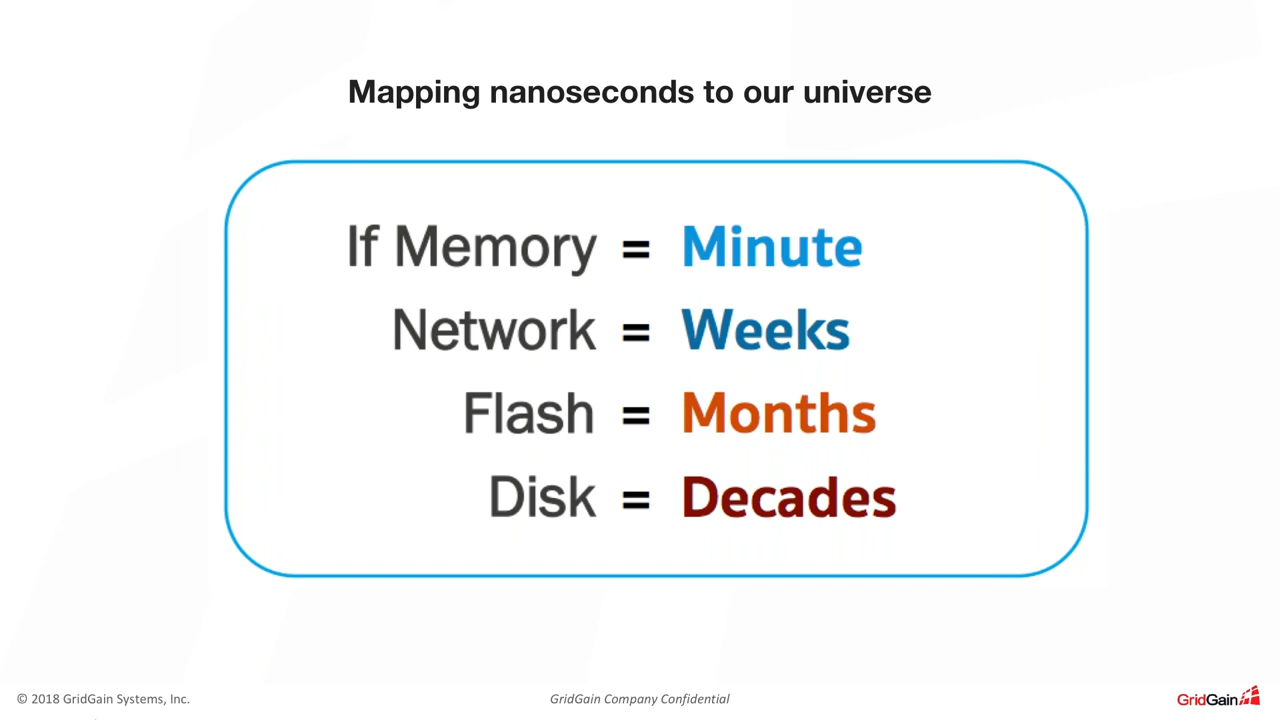 Mapping nanoseconds to our universe
If Memory = Minute
Network = Weeks
Flash = Months
Disk = Decades
© 2018 GridGain Systems, Inc.
GridGain Company Confidential
GridGain